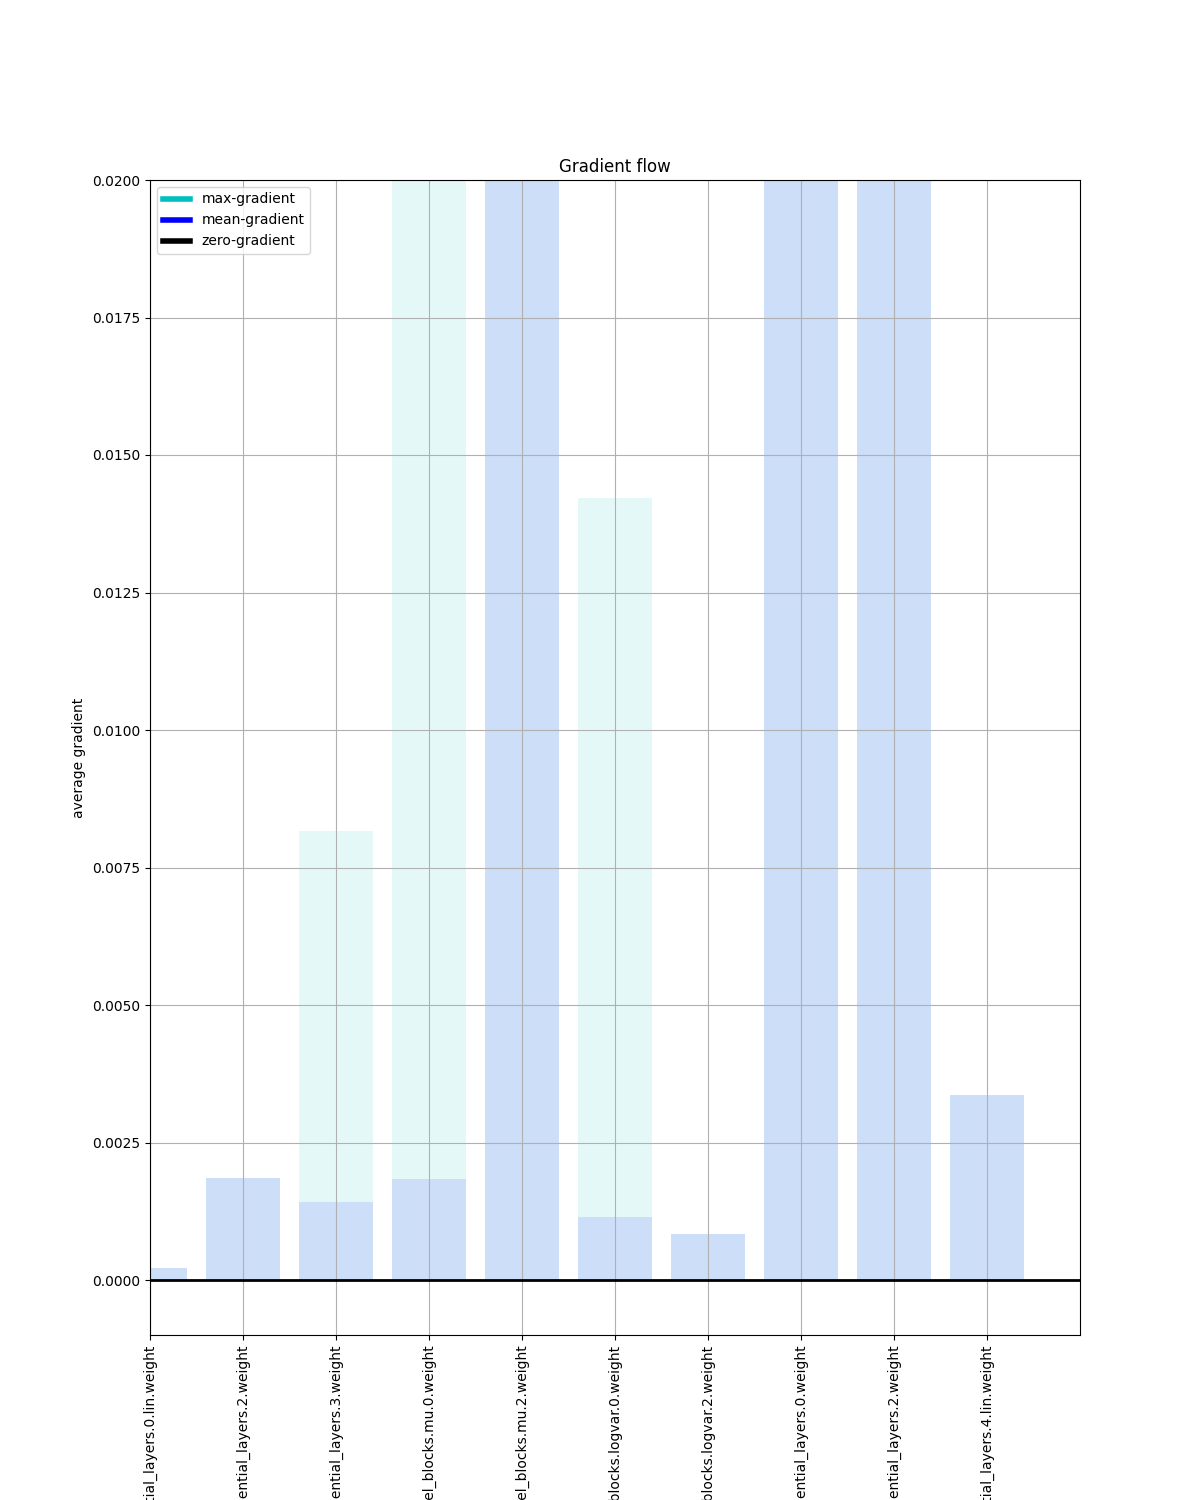 Gradient flow
max-gradient
mean-gradient
zero-gradient
0.0200
0.0175
0.0150
0.0125
0.0100
0.0075
0.0050
0.0025
0.0000
average gradient
tial_layers.0.lin.weight
ential_layers.2.weight
ential_layers.3.weight
el_blocks.mu.0.weight
el_blocks.mu.2.weight
blocks.logvar.0.weight
blocks.logvar.2.weight
ential_layers.0.weight
ential_layers.2.weight
tial_layers.4.lin.weight